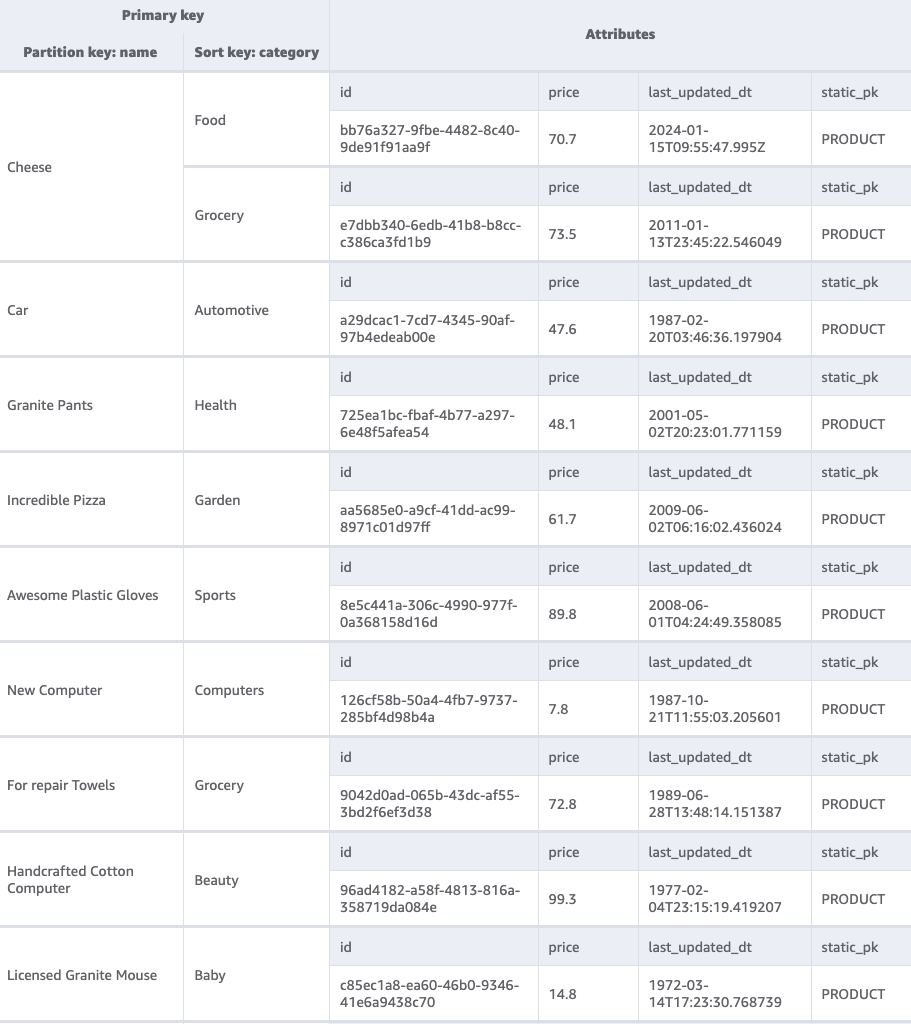 Primary key
Attributes
Partition key: name
Sort key: category
Cheese
Food
id
price
last_updated_dt
static_pk
bb76a327-9fbe-4482-8c40-
9de91f91aa9f
70.7
2024-01-
15T09:55:47.995Z
PRODUCT
Grocery
id
price
last_updated_dt
static_pk
e7dbb340-6edb-41b8-b8cc-
c386ca3fd1b9
73.5
2011-01-
13T23:45:22.546049
PRODUCT
Car
Automotive
id
price
last_updated_dt
static_pk
a29dcac1-7cd7-4345-90af-
97b4edeab00e
47.6
1987-02-
20T03:46:36.197904
PRODUCT
Granite Pants
Health
id
price
last_updated_dt
static_pk
725ea1bc-fbaf-4b77-a297-
6e48f5afea54
48.1
2001-05-
02T20:23:01.771159
PRODUCT
Incredible Pizza
Garden
id
price
last_updated_dt
static_pk
aa5685e0-a9cf-41dd-ac99-
8971c01d97ff
61.7
2009-06-
02T06:16:02.436024
PRODUCT
Awesome Plastic Gloves
Sports
id
price
last_updated_dt
static_pk
8e5c441a-306c-4990-977f-
0a368158d16d
89.8
2008-06-
01T04:24:49.358085
PRODUCT
New Computer
Computers
id
price
last_updated_dt
static_pk
126cf58b-50a4-4fb7-9737-
285bf4d98b4a
7.8
1987-10-
21T11:55:03.205601
PRODUCT
For repair Towels
Grocery
id
price
last_updated_dt
static_pk
9042d0ad-065b-43dc-af55-
3bd2f6ef3d38
72.8
1989-06-
28T13:48:14.151387
PRODUCT
Handcrafted Cotton
Computer
Beauty
id
price
last_updated_dt
static_pk
96ad4182-a58f-4813-816a-
358719da084e
99.3
1977-02-
04T23:15:19.419207
PRODUCT
Licensed Granite Mouse
Baby
id
price
last_updated_dt
static_pk
c85ec1a8-ea60-46b0-9346-
41e6a9438c70
14.8
1972-03-
14T17:23:30.768739
PRODUCT